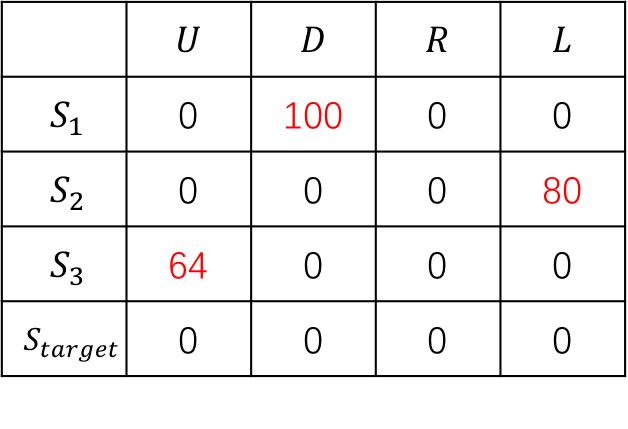 U D R L
S₁ 0 100 0 0
S₂ 0 0 0 80
S₃ 64 0 0 0
Sₜₐᵣgₑₜ 0 0 0 0